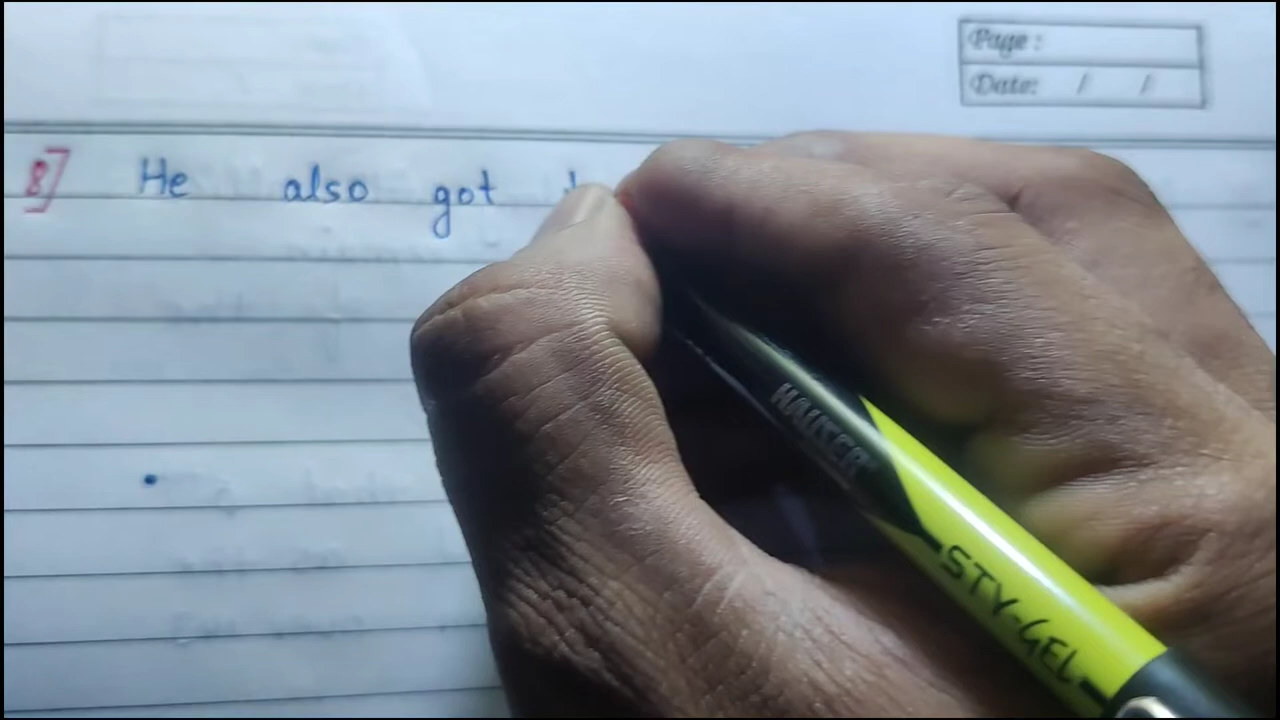 Page :
Date: / /
8] He also got
HAUSER
STY-GEL